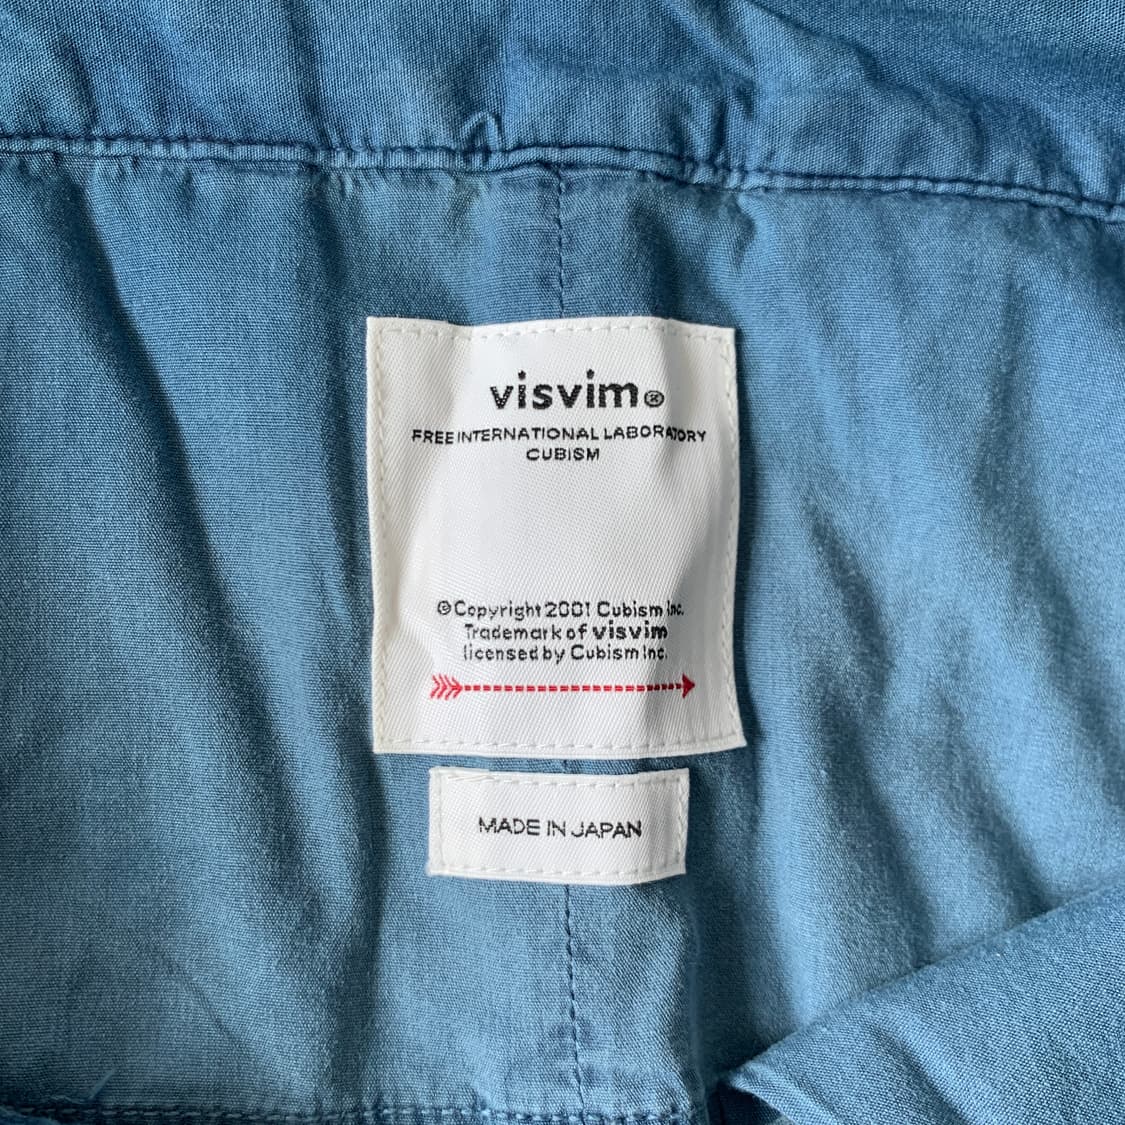 visvim®
FREE INTERNATIONAL LABORATORY
CUBISM
©Copyright 2001 Cubism Inc.
Trademark of visvim
licensed by Cubism Inc.
MADE IN JAPAN